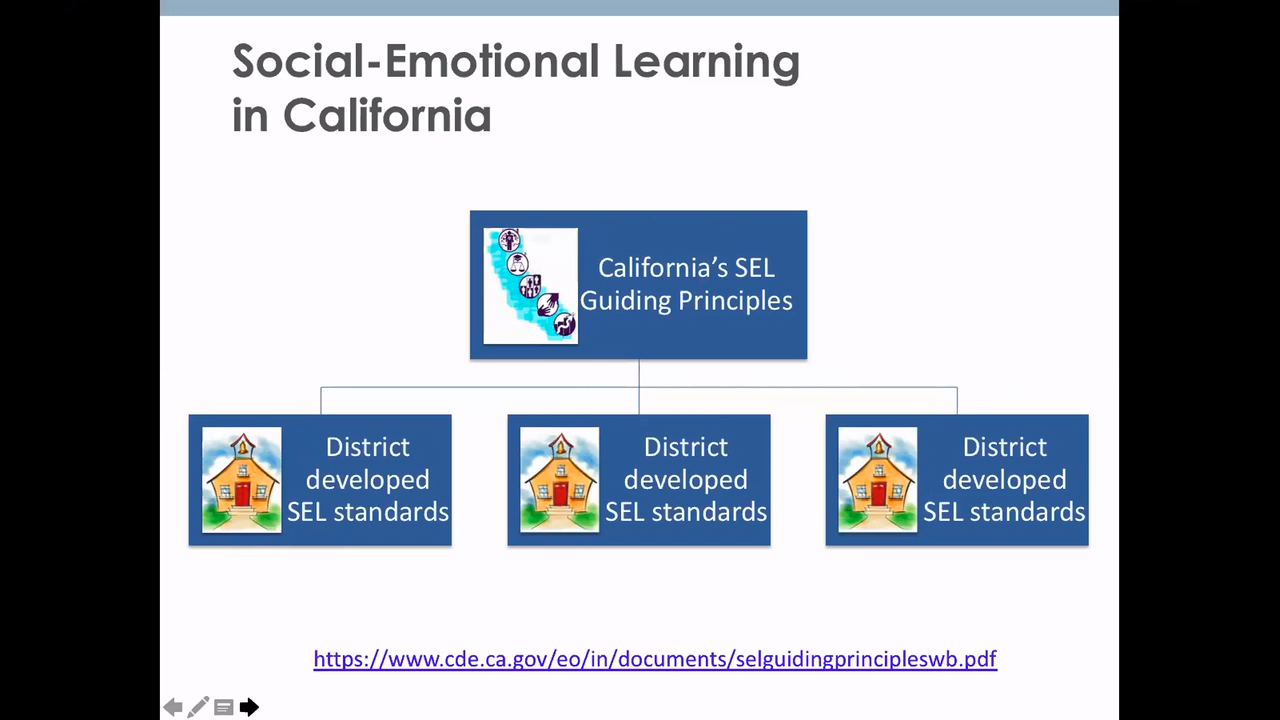 Social-Emotional Learning
in California
California’s SEL
Guiding Principles
District
developed
SEL standards
District
developed
SEL standards
District
developed
SEL standards
https://www.cde.ca.gov/eo/in/documents/selguidingprincipleswb.pdf